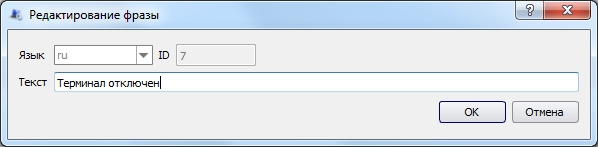 Редактирование фразы
Язык ru ID 7
Текст Терминал отключен
OK Отмена